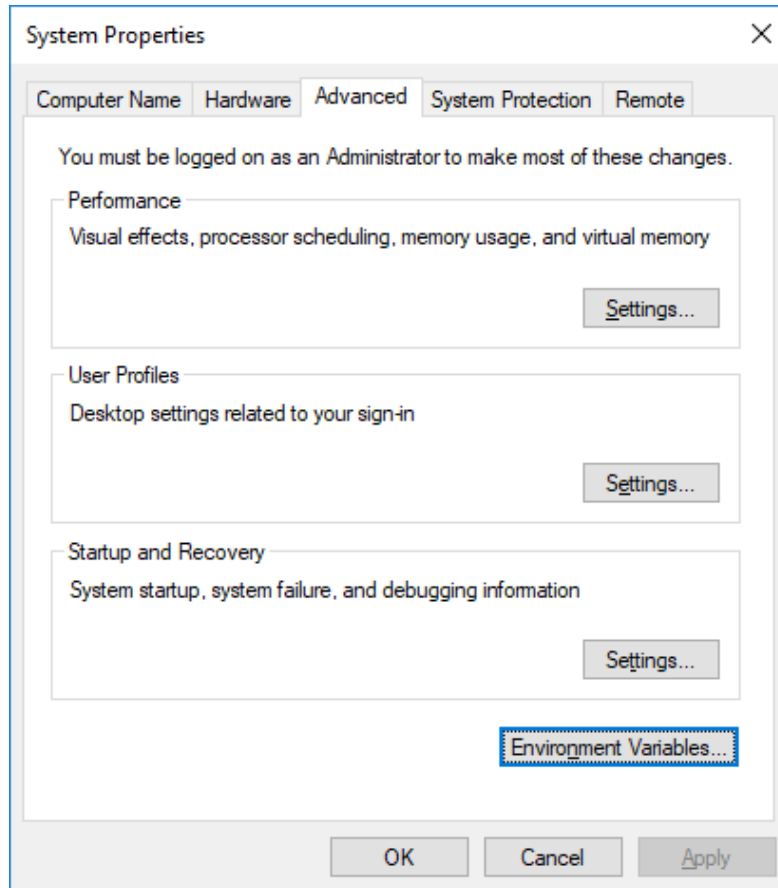 System Properties
Computer Name Hardware Advanced System Protection Remote
You must be logged on as an Administrator to make most of these changes.
Performance
Visual effects, processor scheduling, memory usage, and virtual memory
Settings...
User Profiles
Desktop settings related to your sign-in
Settings...
Startup and Recovery
System startup, system failure, and debugging information
Settings...
Environment Variables...
OK Cancel Apply